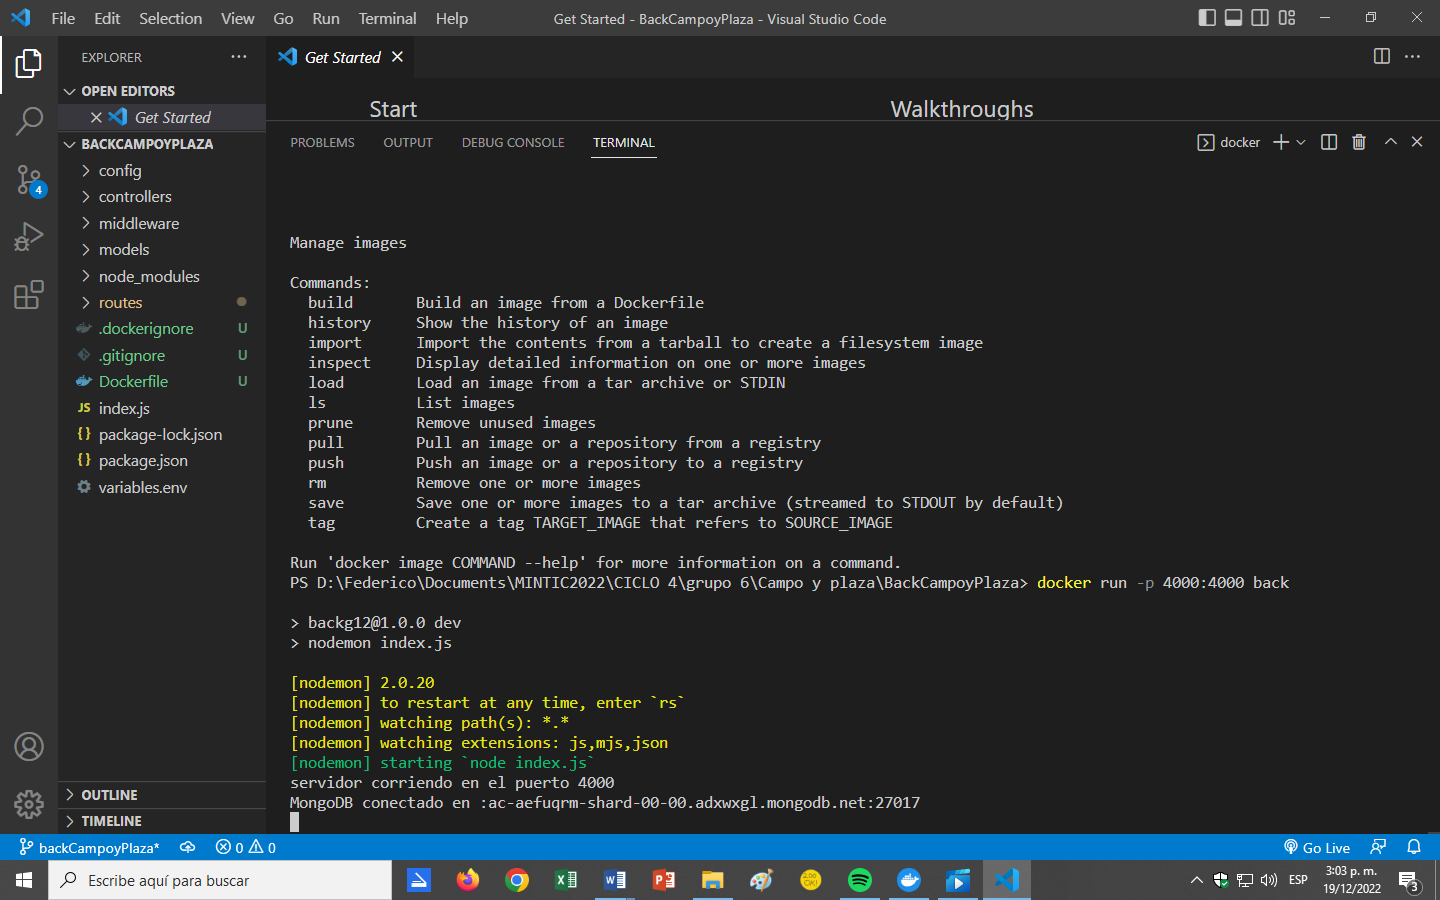 File Edit Selection View Go Run Terminal Help
Get Started - BackCampoyPlaza - Visual Studio Code
EXPLORER
Get Started
OPEN EDITORS
Get Started
BACKCAMPOYPLAZA
config
controllers
middleware
models
node_modules
routes
.dockerignore U
.gitignore U
Dockerfile U
JS index.js
{} package-lock.json
{} package.json
variables.env
OUTLINE
TIMELINE
4
Start Walkthroughs
PROBLEMS OUTPUT DEBUG CONSOLE TERMINAL
docker
Manage images
Commands:
build Build an image from a Dockerfile
history Show the history of an image
import Import the contents from a tarball to create a filesystem image
inspect Display detailed information on one or more images
load Load an image from a tar archive or STDIN
ls List images
prune Remove unused images
pull Pull an image or a repository from a registry
push Push an image or a repository to a registry
rm Remove one or more images
save Save one or more images to a tar archive (streamed to STDOUT by default)
tag Create a tag TARGET_IMAGE that refers to SOURCE_IMAGE
Run 'docker image COMMAND --help' for more information on a command.
PS D:\Federico\Documents\MINTIC2022\CICLO 4\grupo 6\Campo y plaza\BackCampoyPlaza> docker run -p 4000:4000 back
> backg12@1.0.0 dev
> nodemon index.js
[nodemon] 2.0.20
[nodemon] to restart at any time, enter `rs`
[nodemon] watching path(s): *.*
[nodemon] watching extensions: js,mjs,json
[nodemon] starting `node index.js`
servidor corriendo en el puerto 4000
MongoDB conectado en :ac-aefuqrm-shard-00-00.adxwxgl.mongodb.net:27017
backCampoyPlaza* 0 0
Go Live
Escribe aquí para buscar
ESP
3:03 p. m.
19/12/2022
3